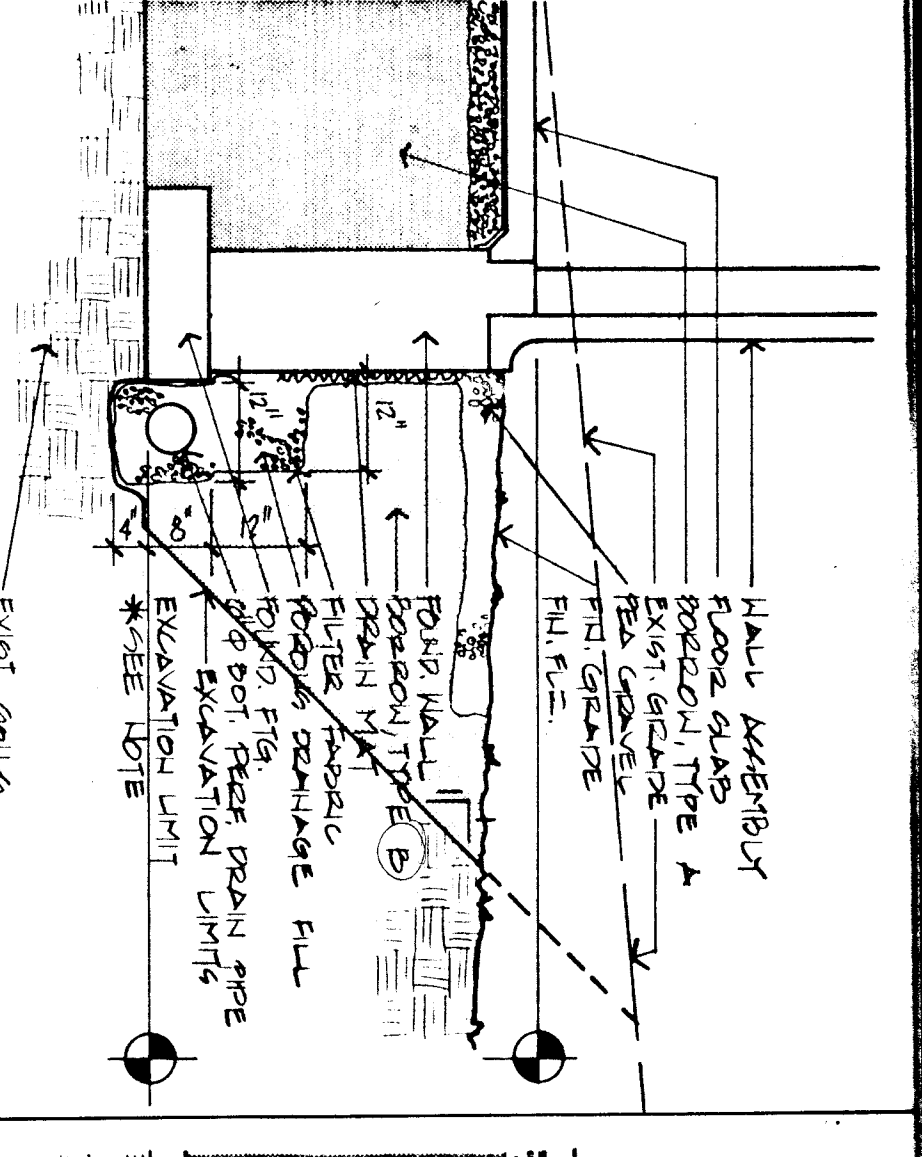 WALL ASSEMBLY
FLOOR SLAB
BORROW, TYPE A
EXIST. GRADE
PEA GRAVEL
FIN. GRADE
FIN. FLE.
FOUND. WALL
BORROW, TYPE B
DRAIN MAT
FILTER FABRIC
POROUS DRAINAGE FILL
FOUND. FTG.
BOT. PERF. DRAIN PIPE
EXCAVATION LIMITS
EXCAVATION LIMIT
*SEE NOTE
12"
12"
12"
8"
4"